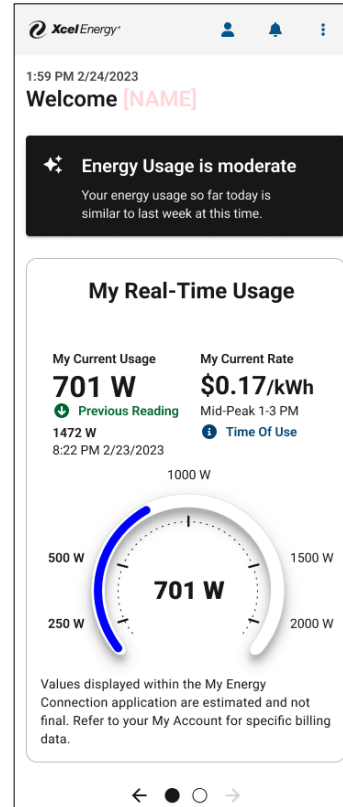 Xcel Energy®
1:59 PM 2/24/2023
Welcome [NAME]
Energy Usage is moderate
Your energy usage so far today is
similar to last week at this time.
My Real-Time Usage
My Current Usage
701 W
Previous Reading
1472 W
8:22 PM 2/23/2023
My Current Rate
$0.17/kWh
Mid-Peak 1-3 PM
Time Of Use
1000 W
500 W
1500 W
701 W
250 W
2000 W
Values displayed within the My Energy
Connection application are estimated and not
final. Refer to your My Account for specific billing
data.